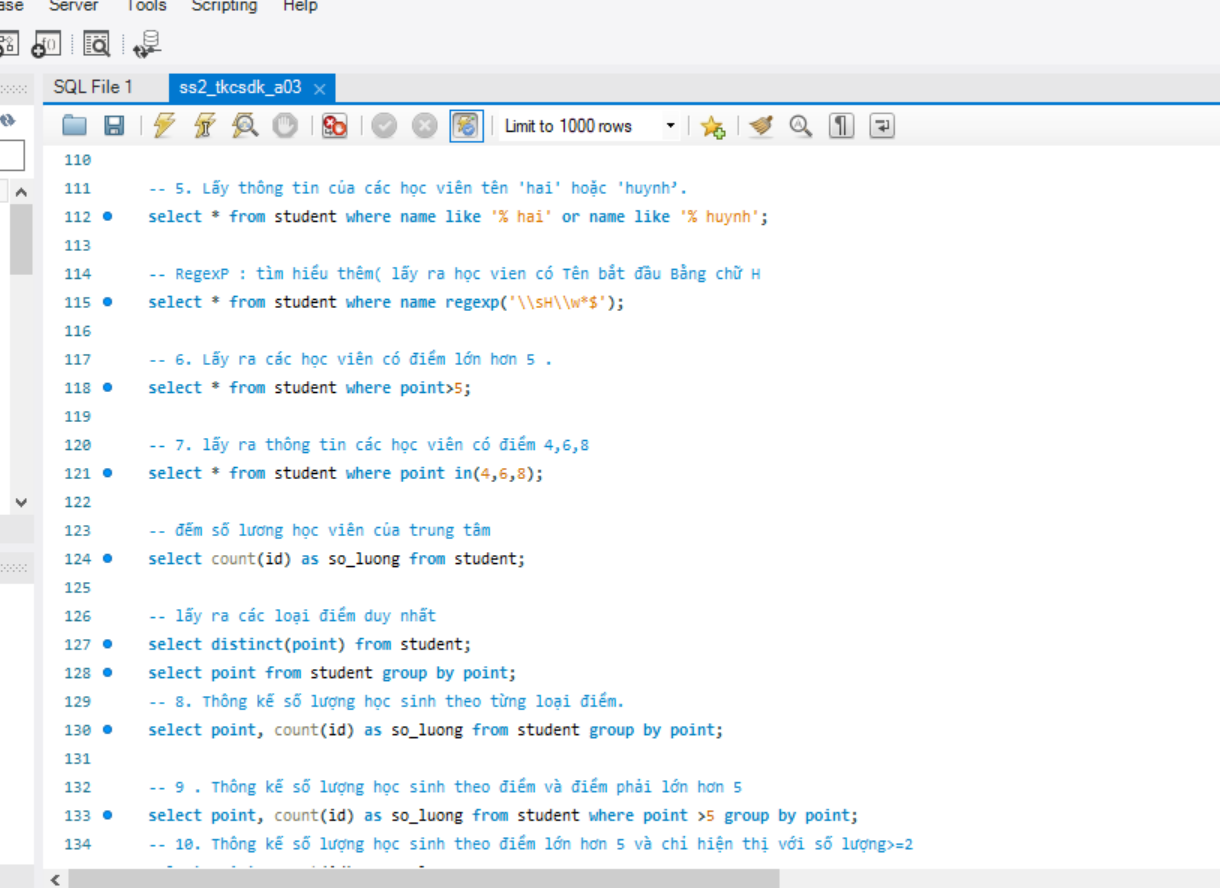 Server Tools Scripting Help
SQL File 1 ss2_tkcsdk_a03
Limit to 1000 rows
110
111 -- 5. Lấy thông tin của các học viên tên 'hai' hoặc 'huynh'.
112 select * from student where name like '% hai' or name like '% huynh';
113
114 -- RegexP : tìm hiểu thêm( lấy ra học vien có Tên bắt đầu Bằng chữ H
115 select * from student where name regexp('\\sH\\w*$');
116
117 -- 6. Lấy ra các học viên có điểm lớn hơn 5 .
118 select * from student where point>5;
119
120 -- 7. lấy ra thông tin các học viên có điểm 4,6,8
121 select * from student where point in(4,6,8);
122
123 -- đếm số lương học viên của trung tâm
124 select count(id) as so_luong from student;
125
126 -- lấy ra các loại điểm duy nhất
127 select distinct(point) from student;
128 select point from student group by point;
129 -- 8. Thông kế số lượng học sinh theo từng loại điểm.
130 select point, count(id) as so_luong from student group by point;
131
132 -- 9 . Thông kế số lượng học sinh theo điểm và điểm phải lớn hơn 5
133 select point, count(id) as so_luong from student where point >5 group by point;
134 -- 10. Thông kế số lượng học sinh theo điểm lớn hơn 5 và chỉ hiện thị với số lượng>=2